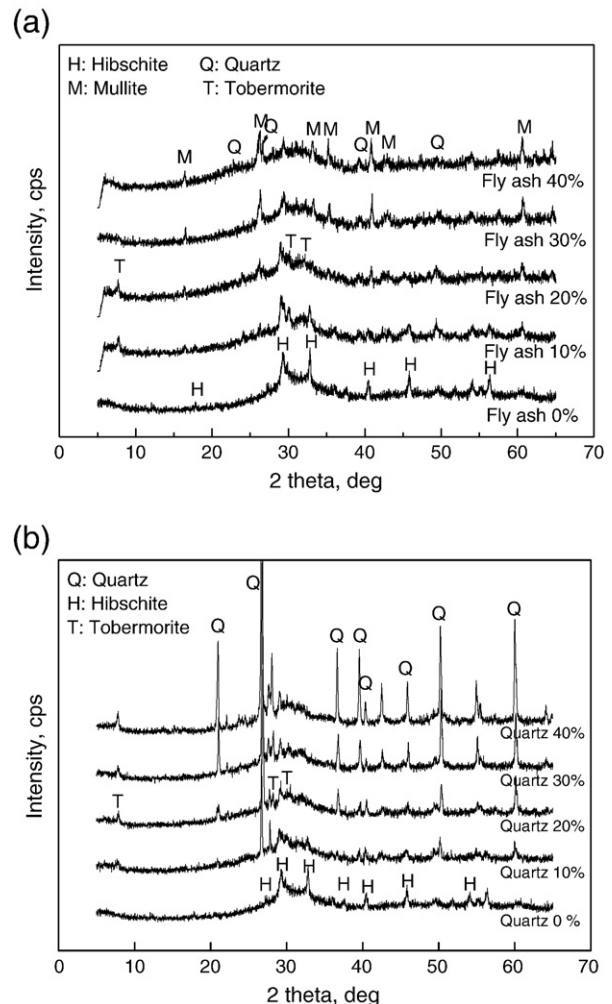 (a)
H: Hibschite Q: Quartz
M: Mullite T: Tobermorite
M Q M Q M M Q M M Q M
Fly ash 40%
Fly ash 30%
T T T
Fly ash 20%
Fly ash 10%
H H H H H H
Fly ash 0%
Intensity, cps
0 10 20 30 40 50 60 70
2 theta, deg
(b)
Q: Quartz
H: Hibschite
T: Tobermorite
Q Q Q Q Q Q Q Q
Quartz 40%
Quartz 30%
T T T
Quartz 20%
Quartz 10%
H H H H H H H
Quartz 0 %
Intensity, cps
0 10 20 30 40 50 60 70
2 theta, deg